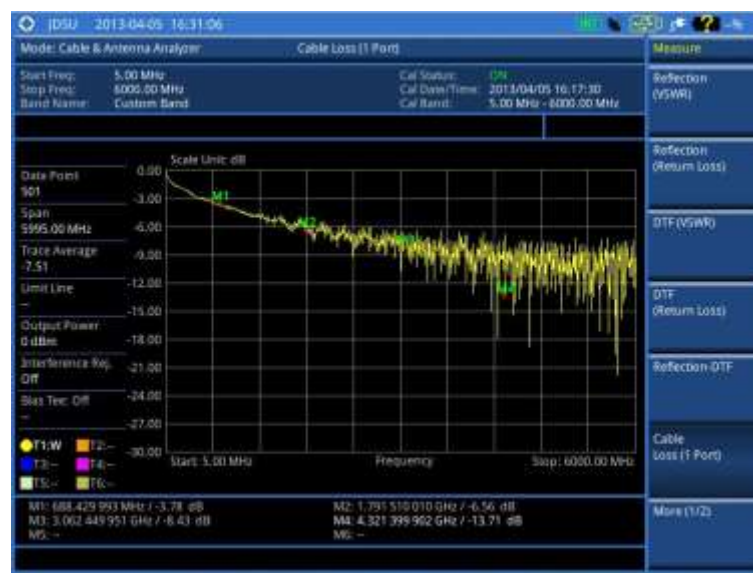 JDSU 2013-04-05 16:31:06
Mode: Cable & Antenna Analyzer Cable Loss (1 Port)
Measure
Start Freq: 5.00 MHz
Stop Freq: 6000.00 MHz
Band Name: Custom Band
Cal Status: ON
Cal Date/Time: 2013/04/05 16:17:30
Cal Band: 5.00 MHz - 6000.00 MHz
Reflection
(VSWR)
Reflection
(Return Loss)
DTF (VSWR)
DTF
(Return Loss)
Reflection-DTF
Cable
Loss (1 Port)
More (1/2)
Data Point
501
Span
5995.00 MHz
Trace Average
-7.51
Limit Line
--
Output Power
0 dBm
Interference Rej.
Off
Bias Tee: Off
--
T1:W T2:--
T3:-- T4:--
T5:-- T6:--
Scale Unit: dB
0.00
-3.00
-6.00
-9.00
-12.00
-15.00
-18.00
-21.00
-24.00
-27.00
-30.00
M1
M2
M3
M4
Start: 5.00 MHz Frequency Stop: 6000.00 MHz
M1: 688.429 993 MHz / -3.78 dB M2: 1.791 510 010 GHz / -6.56 dB
M3: 3.062 449 951 GHz / -8.43 dB M4: 4.321 399 902 GHz / -13.71 dB
M5: -- M6: --